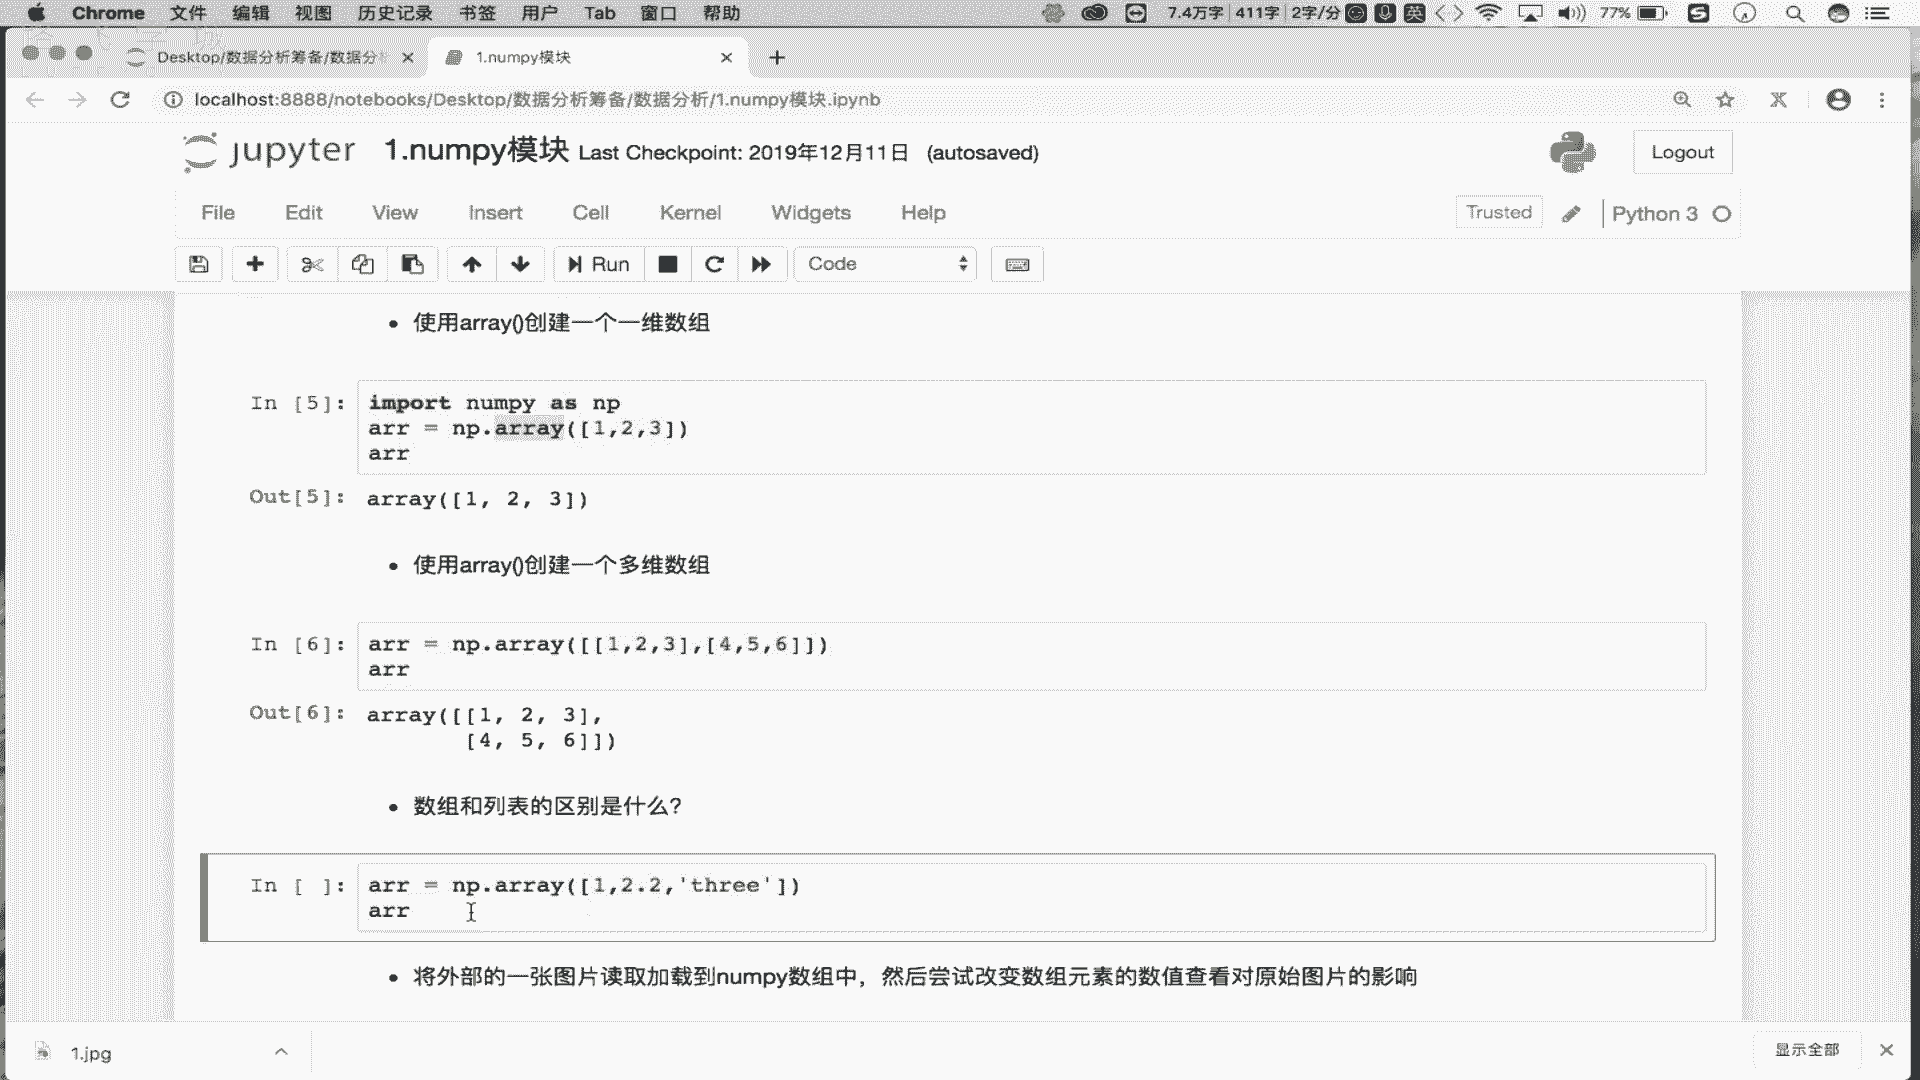 Chrome 文件 编辑 视图 历史记录 书签 用户 Tab 窗口 帮助 7.4万字 411字 2字/分 英 77%
Desktop/数据分析筹备/数据分 1.numpy模块
localhost:8888/notebooks/Desktop/数据分析筹备/数据分析/1.numpy模块.ipynb
jupyter 1.numpy模块 Last Checkpoint: 2019年12月11日 (autosaved) Logout
File Edit View Insert Cell Kernel Widgets Help Trusted Python 3
Run Code
使用array()创建一个一维数组
In [5]: import numpy as np
arr = np.array([1,2,3])
arr
Out[5]: array([1, 2, 3])
使用array()创建一个多维数组
In [6]: arr = np.array([[1,2,3],[4,5,6]])
arr
Out[6]: array([[1, 2, 3],
[4, 5, 6]])
数组和列表的区别是什么?
In [ ]: arr = np.array([1,2.2,'three'])
arr
将外部的一张图片读取加载到numpy数组中，然后尝试改变数组元素的数值查看对原始图片的影响
1.jpg 显示全部